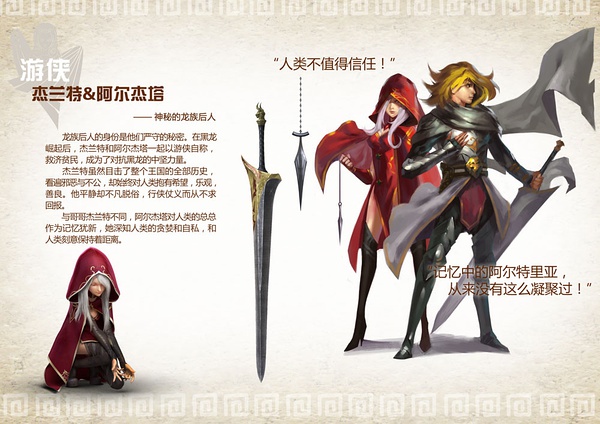 游侠
杰兰特&阿尔杰塔
—— 神秘的龙族后人
龙族后人的身份是他们严守的秘密。在黑龙
崛起后，杰兰特和阿尔杰塔一起以游侠自称，
救济贫民，成为了对抗黑龙的中坚力量。
杰兰特虽然目击了整个王国的全部历史，
看遍邪恶与不公，却始终对人类抱有希望，乐观，
善良。他平静却不凡脱俗，行侠仗义而从不求
回报。
与哥哥杰兰特不同，阿尔杰塔对人类的总总
作为记忆犹新，她深知人类的贪婪和自私，和
人类刻意保持着距离。
“人类不值得信任！”
“记忆中的阿尔特里亚，
从来没有这么凝聚过！”